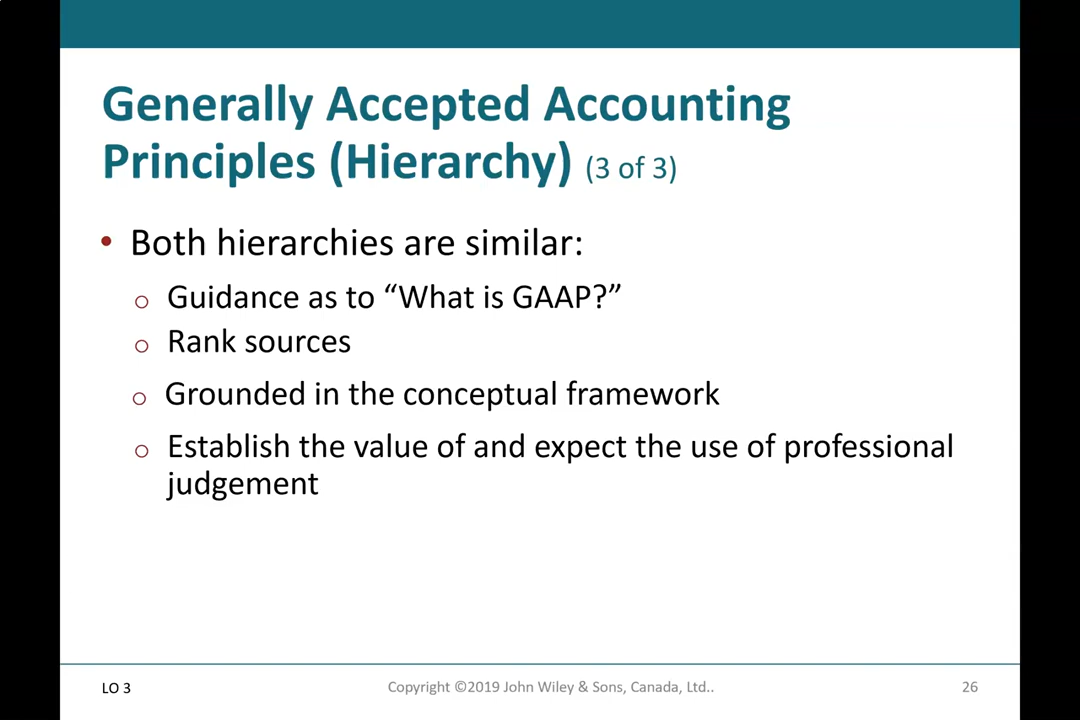 Generally Accepted Accounting
Principles (Hierarchy) (3 of 3)
• Both hierarchies are similar:
o Guidance as to “What is GAAP?”
o Rank sources
o Grounded in the conceptual framework
o Establish the value of and expect the use of professional
judgement
LO 3
Copyright ©2019 John Wiley & Sons, Canada, Ltd..
26